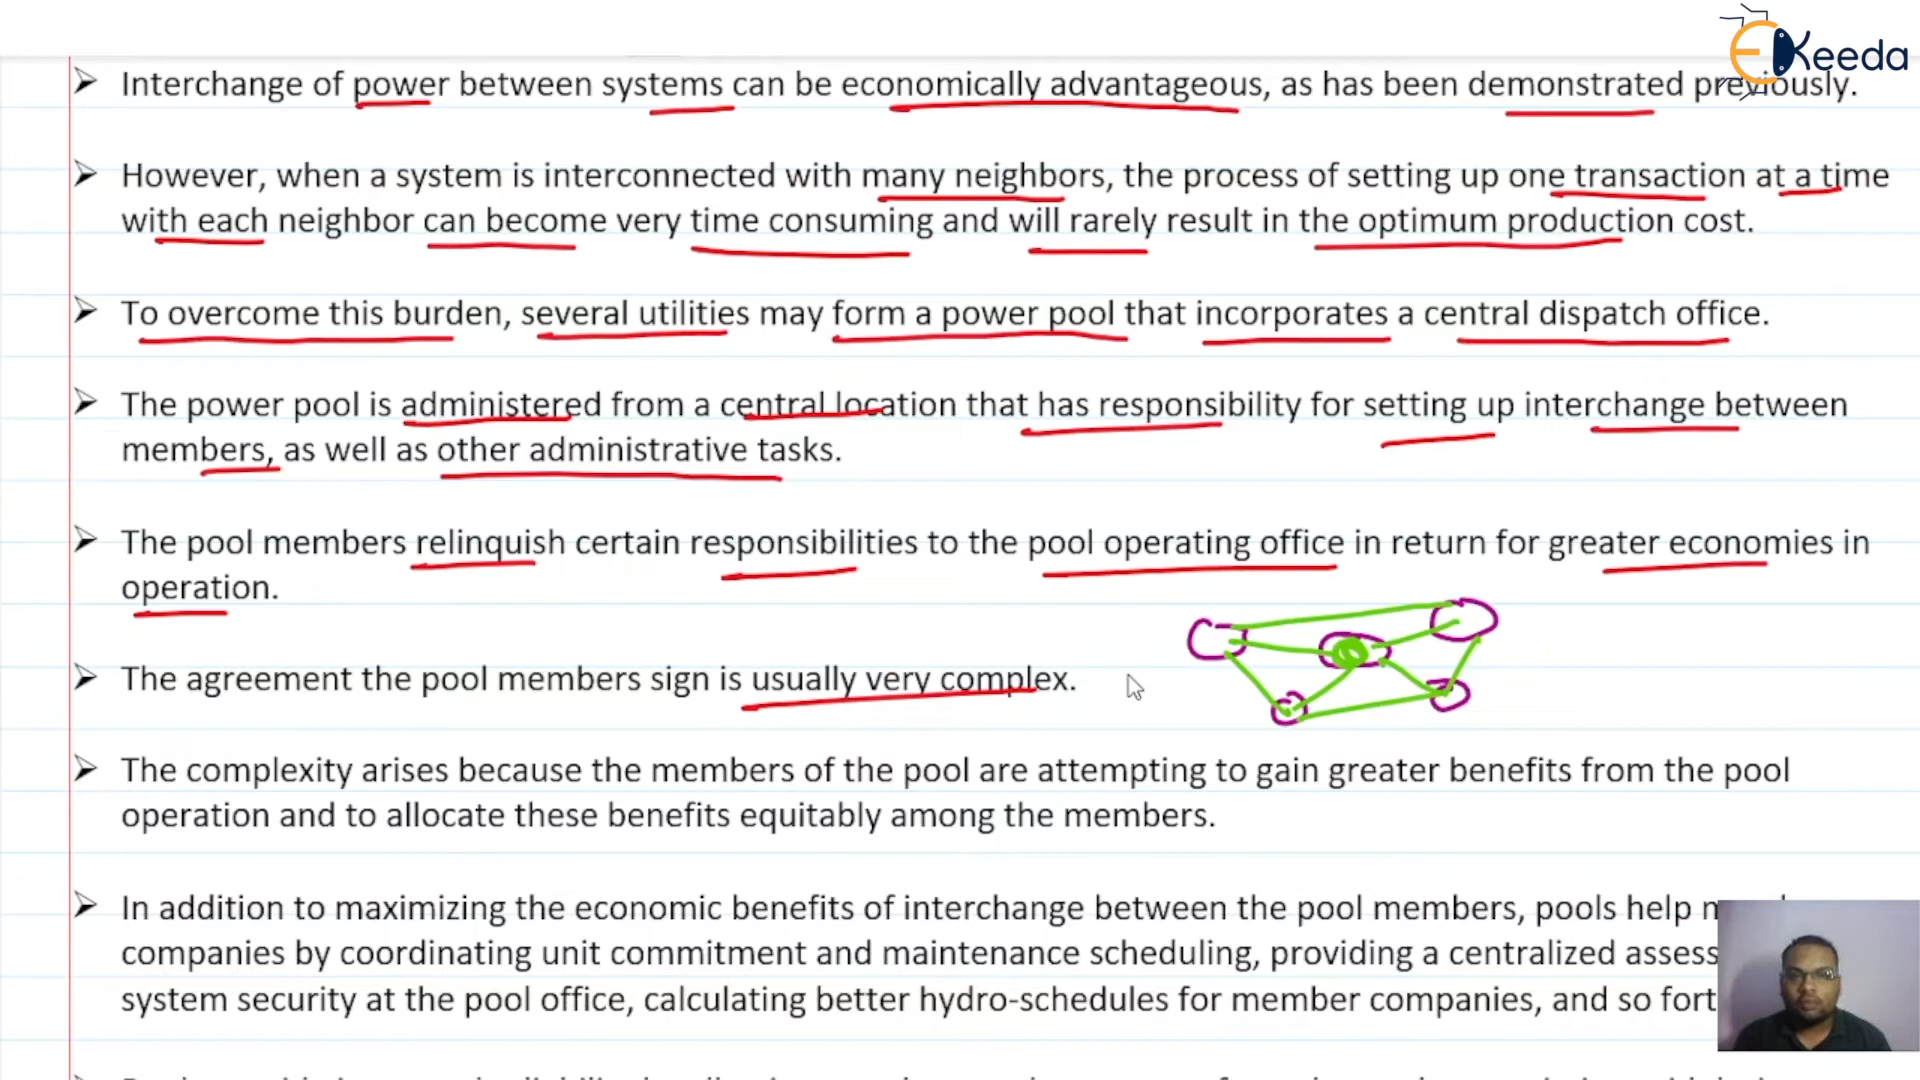 EKeeda
➢ Interchange of power between systems can be economically advantageous, as has been demonstrated previously.
➢ However, when a system is interconnected with many neighbors, the process of setting up one transaction at a time
with each neighbor can become very time consuming and will rarely result in the optimum production cost.
➢ To overcome this burden, several utilities may form a power pool that incorporates a central dispatch office.
➢ The power pool is administered from a central location that has responsibility for setting up interchange between
members, as well as other administrative tasks.
➢ The pool members relinquish certain responsibilities to the pool operating office in return for greater economies in
operation.
➢ The agreement the pool members sign is usually very complex.
➢ The complexity arises because the members of the pool are attempting to gain greater benefits from the pool
operation and to allocate these benefits equitably among the members.
➢ In addition to maximizing the economic benefits of interchange between the pool members, pools help
companies by coordinating unit commitment and maintenance scheduling, providing a centralized
system security at the pool office, calculating better hydro-schedules for member companies, and so